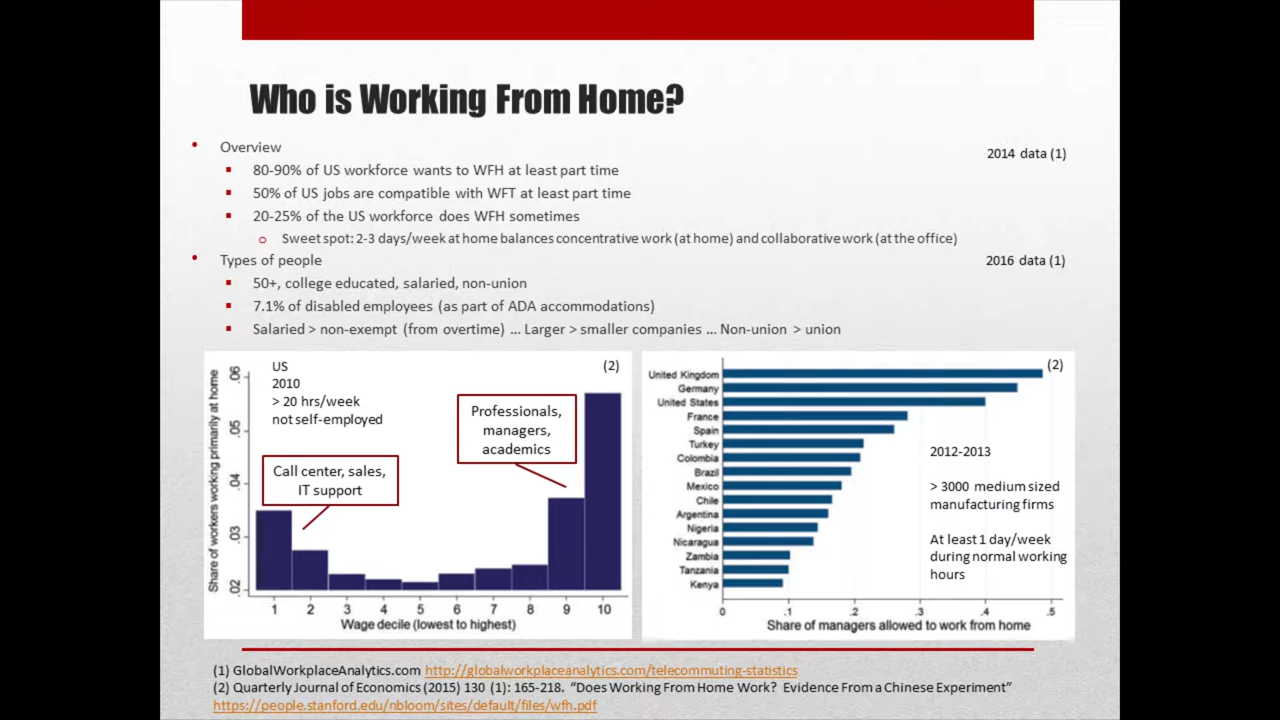 Who is Working From Home?
Overview
2014 data (1)
80-90% of US workforce wants to WFH at least part time
50% of US jobs are compatible with WFT at least part time
20-25% of the US workforce does WFH sometimes
Sweet spot: 2-3 days/week at home balances concentrative work (at home) and collaborative work (at the office)
Types of people
2016 data (1)
50+, college educated, salaried, non-union
7.1% of disabled employees (as part of ADA accommodations)
Salaried > non-exempt (from overtime) ... Larger > smaller companies ... Non-union > union
US
2010
> 20 hrs/week
not self-employed
(2)
Professionals,
managers,
academics
Call center, sales,
IT support
Share of workers working primarily at home
.06
.05
.04
.03
.02
1 2 3 4 5 6 7 8 9 10
Wage decile (lowest to highest)
(2)
United Kingdom
Germany
United States
France
Spain
Turkey
Colombia
Brazil
Mexico
Chile
Argentina
Nigeria
Nicaragua
Zambia
Tanzania
Kenya
2012-2013
> 3000 medium sized
manufacturing firms
At least 1 day/week
during normal working
hours
0 .1 .2 .3 .4 .5
Share of managers allowed to work from home
(1) GlobalWorkplaceAnalytics.com http://globalworkplaceanalytics.com/telecommuting-statistics
(2) Quarterly Journal of Economics (2015) 130 (1): 165-218. "Does Working From Home Work? Evidence From a Chinese Experiment"
https://people.stanford.edu/nbloom/sites/default/files/wfh.pdf